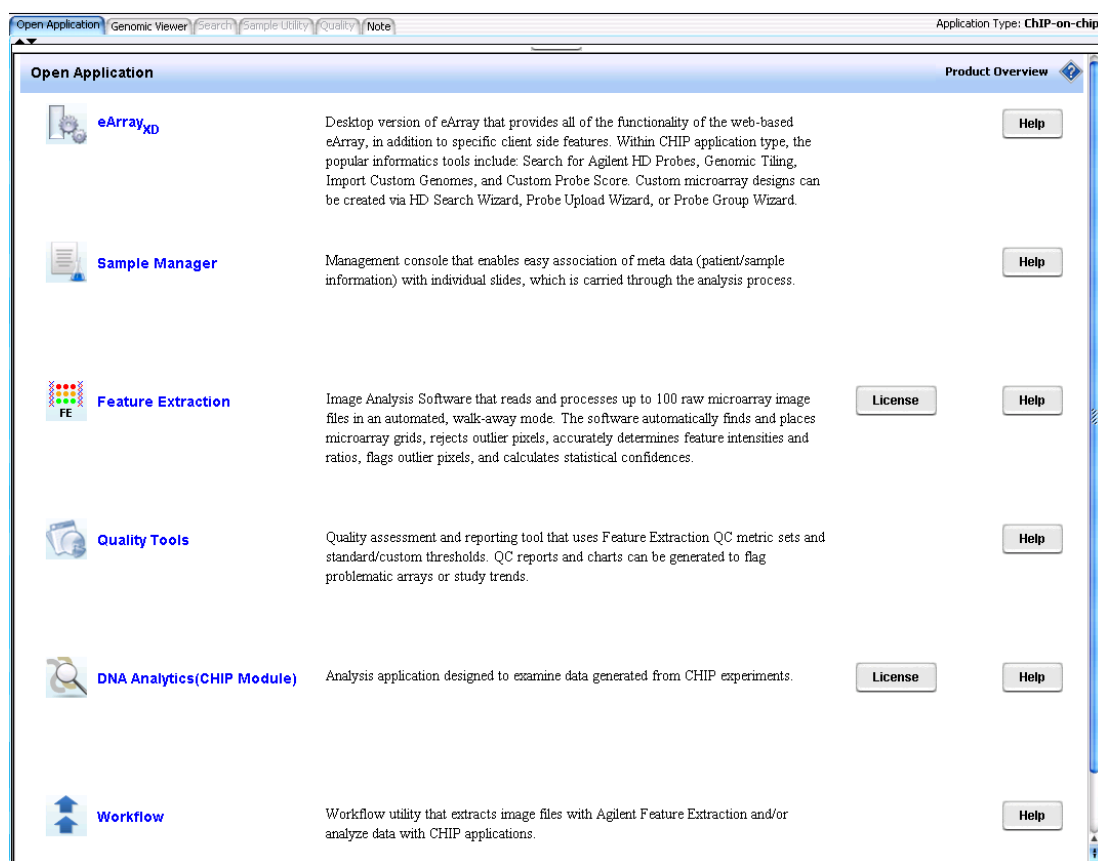 Open Application Genomic Viewer Search Sample Utility Quality Note Application Type: ChIP-on-chip
Open Application Product Overview ?
eArrayXD
Desktop version of eArray that provides all of the functionality of the web-based
eArray, in addition to specific client side features. Within CHIP application type, the
popular informatics tools include: Search for Agilent HD Probes, Genomic Tiling,
Import Custom Genomes, and Custom Probe Score. Custom microarray designs can
be created via HD Search Wizard, Probe Upload Wizard, or Probe Group Wizard.
Help
Sample Manager
Management console that enables easy association of meta data (patient/sample
information) with individual slides, which is carried through the analysis process.
Help
FE
Feature Extraction
Image Analysis Software that reads and processes up to 100 raw microarray image
files in an automated, walk-away mode. The software automatically finds and places
microarray grids, rejects outlier pixels, accurately determines feature intensities and
ratios, flags outlier pixels, and calculates statistical confidences.
License Help
Quality Tools
Quality assessment and reporting tool that uses Feature Extraction QC metric sets and
standard/custom thresholds. QC reports and charts can be generated to flag
problematic arrays or study trends.
Help
DNA Analytics(CHIP Module)
Analysis application designed to examine data generated from CHIP experiments.
License Help
Workflow
Workflow utility that extracts image files with Agilent Feature Extraction and/or
analyze data with CHIP applications.
Help